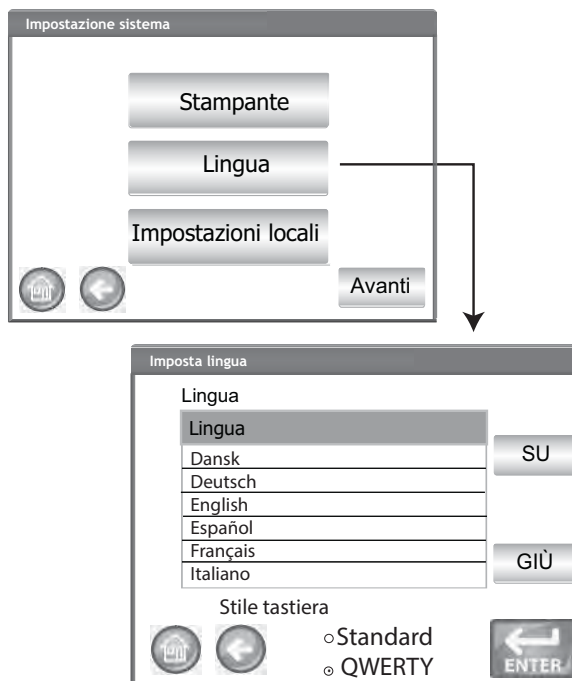 Impostazione sistema
Stampante
Lingua
Impostazioni locali
Avanti
Imposta lingua
Lingua
Lingua
Dansk
Deutsch
English
Español
Français
Italiano
SU
GIÙ
Stile tastiera
Standard
QWERTY
ENTER